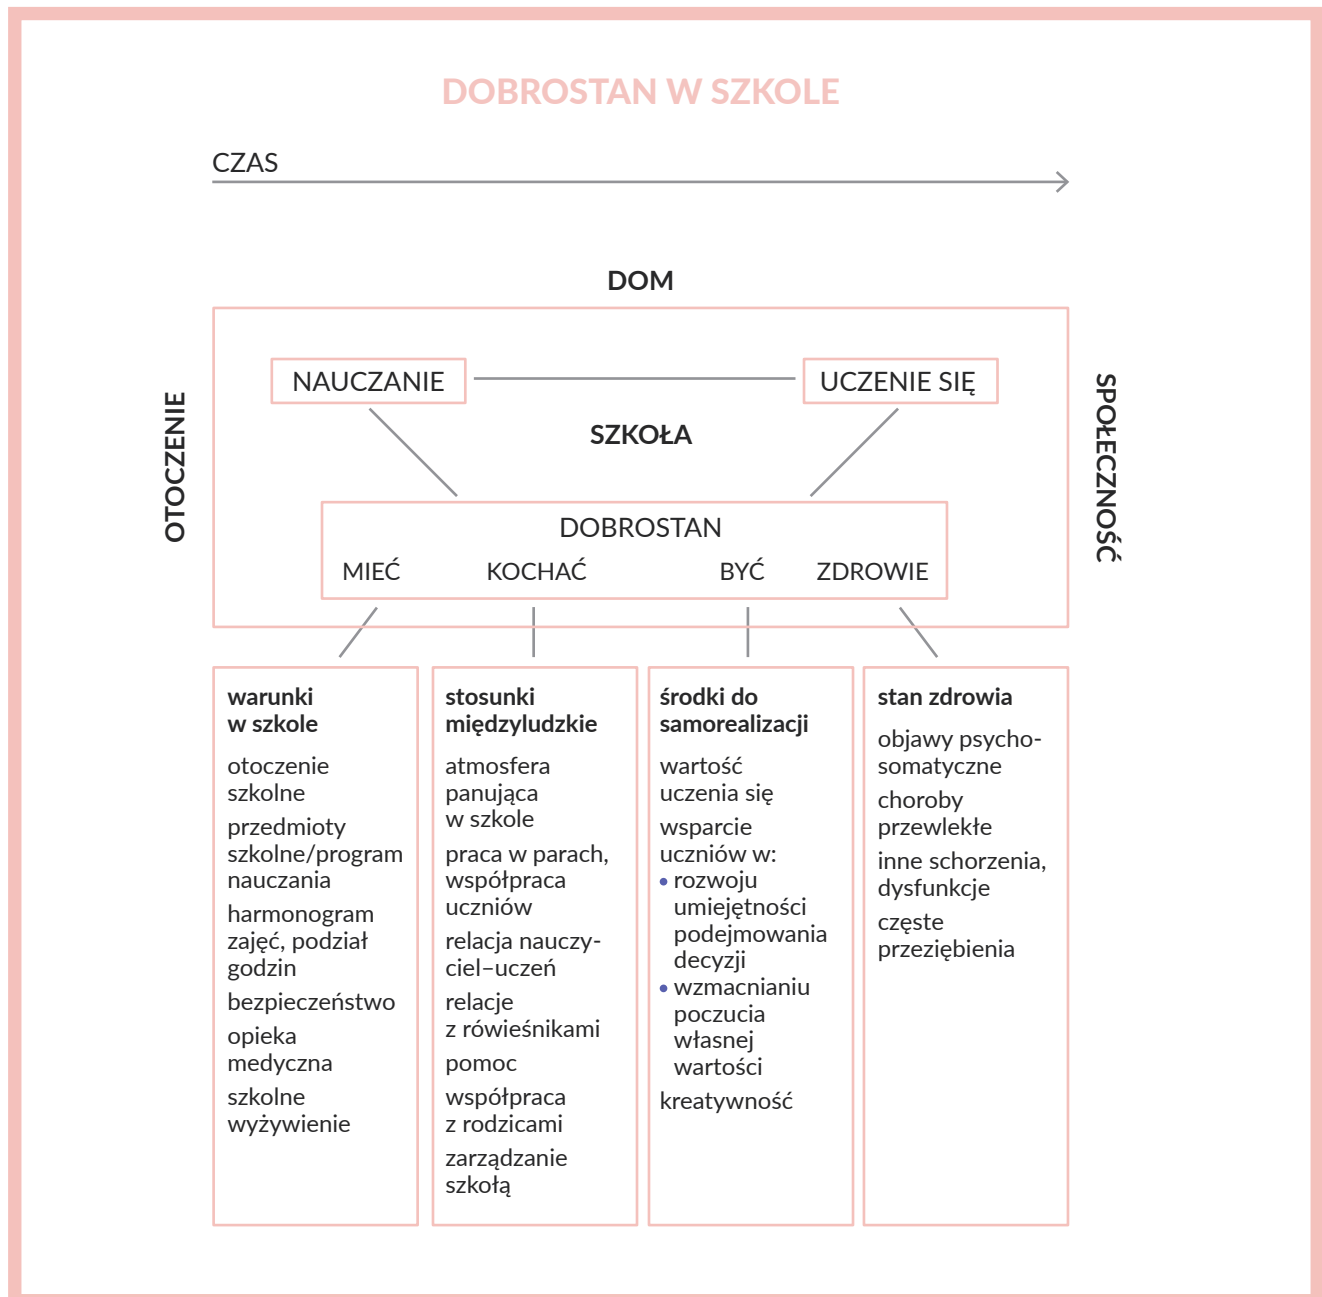 DOBROSTAN W SZKOLE
CZAS
DOM
OTOCZENIE
NAUCZANIE
UCZENIE SIĘ
SZKOŁA
SPOŁECZNOŚĆ
DOBROSTAN
MIEĆ
KOCHAĆ
BYĆ
ZDROWIE
warunki
w szkole
otoczenie
szkolne
przedmioty
szkolne/program
nauczania
harmonogram
zajęć, podział
godzin
bezpieczeństwo
opieka
medyczna
szkolne
wyżywienie
stosunki
międzyludzkie
atmosfera
panująca
w szkole
praca w parach,
współpraca
uczniów
relacja nauczy-
ciel–uczeń
relacje
z rówieśnikami
pomoc
współpraca
z rodzicami
zarządzanie
szkołą
środki do
samorealizacji
wartość
uczenia się
wsparcie
uczniów w:
• rozwoju
umiejętności
podejmowania
decyzji
• wzmacnianiu
poczucia
własnej
wartości
kreatywność
stan zdrowia
objawy psycho-
somatyczne
choroby
przewlekłe
inne schorzenia,
dysfunkcje
częste
przeziębienia